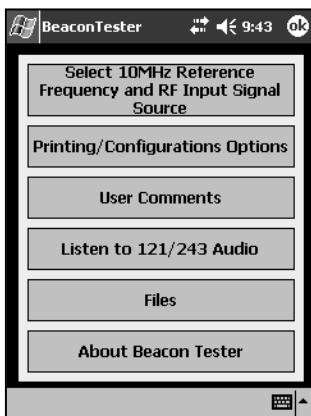 BeaconTester 9:43 ok
Select 10MHz Reference
Frequency and RF Input Signal
Source
Printing/Configurations Options
User Comments
Listen to 121/243 Audio
Files
About Beacon Tester